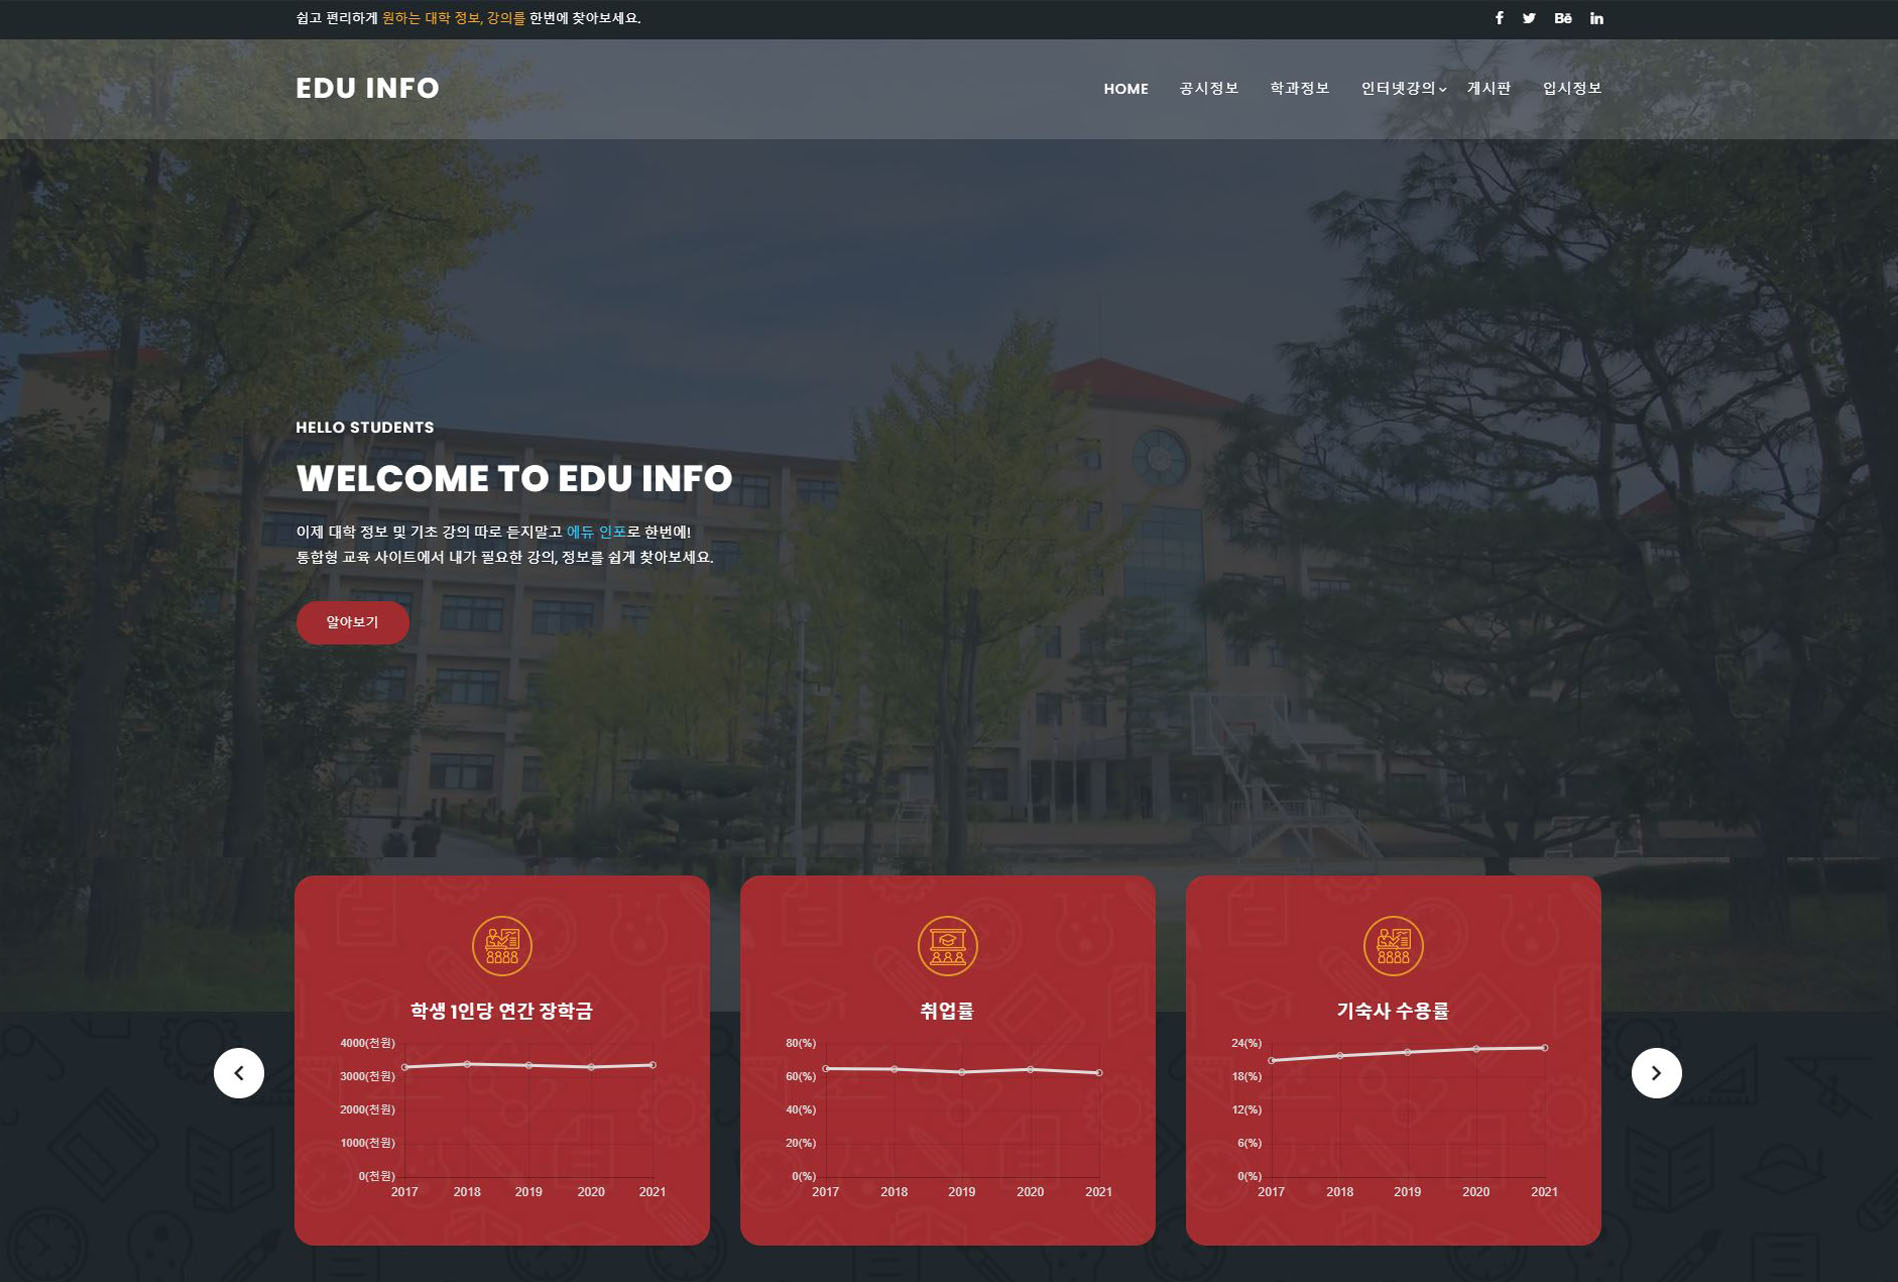 쉽고 편리하게 원하는 대학 정보, 강의를 한번에 찾아보세요.
EDU INFO
HOME 공시정보 학과정보 인터넷강의 게시판 입시정보
HELLO STUDENTS
WELCOME TO EDU INFO
이제 대학 정보 및 기초 강의 따로 듣지말고 에듀 인포로 한번에!
통합형 교육 사이트에서 내가 필요한 강의, 정보를 쉽게 찾아보세요.
알아보기
학생 1인당 연간 장학금
4000(천원)
3000(천원)
2000(천원)
1000(천원)
0(천원)
2017 2018 2019 2020 2021
취업률
80(%)
60(%)
40(%)
20(%)
0(%)
2017 2018 2019 2020 2021
기숙사 수용률
24(%)
18(%)
12(%)
6(%)
0(%)
2017 2018 2019 2020 2021